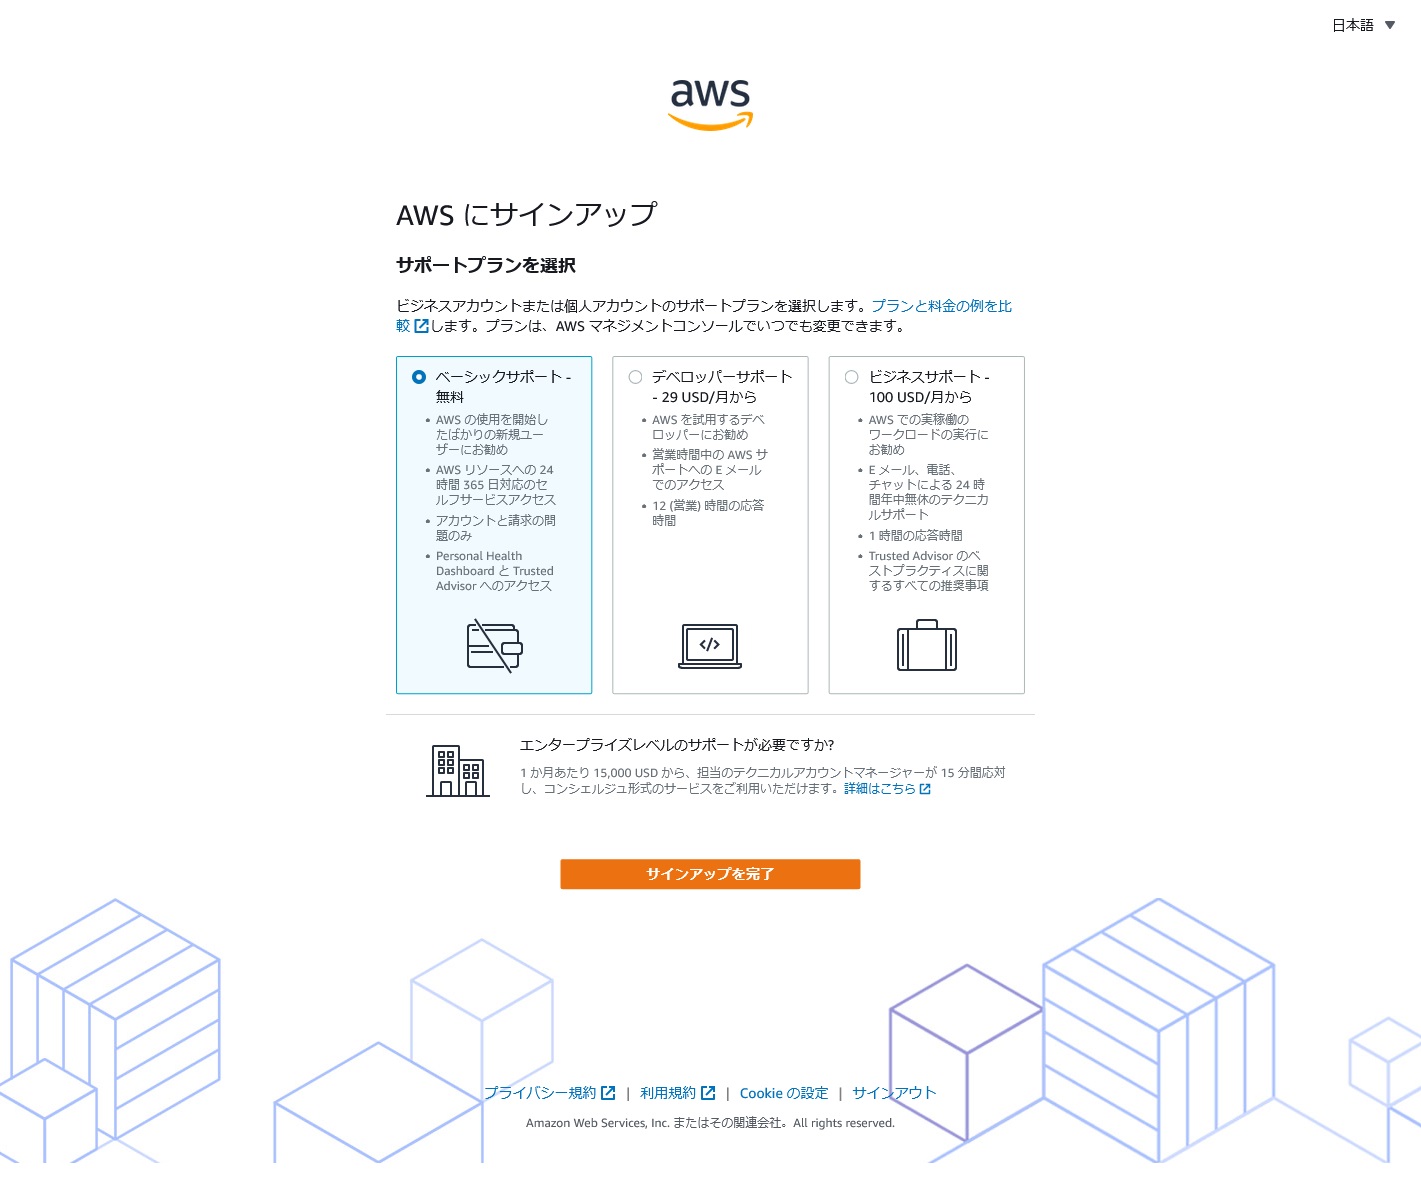 日本語
aws
AWS にサインアップ
サポートプランを選択
ビジネスアカウントまたは個人アカウントのサポートプランを選択します。プランと料金の例を比
較します。プランは、AWS マネジメントコンソールでいつでも変更できます。
ベーシックサポート -
無料
• AWS の使用を開始し
たばかりの新規ユー
ザーにお勧め
• AWS リソースへの 24
時間 365 日対応のセ
ルフサービスアクセス
• アカウントと請求の問
題のみ
• Personal Health
Dashboard と Trusted
Advisor へのアクセス
デベロッパーサポート
- 29 USD/月から
• AWS を試用するデベ
ロッパーにお勧め
• 営業時間中の AWS サ
ポートへの E メール
でのアクセス
• 12 (営業) 時間の応答
時間
</>
ビジネスサポート -
100 USD/月から
• AWS での実稼働の
ワークロードの実行に
お勧め
• E メール、電話、
チャットによる 24 時
間年中無休のテクニカ
ルサポート
• 1 時間の応答時間
• Trusted Advisor のベ
ストプラクティスに関
するすべての推奨事項
エンタープライズレベルのサポートが必要ですか?
1 か月あたり 15,000 USD から、担当のテクニカルアカウントマネージャーが 15 分間応対
し、コンシェルジュ形式のサービスをご利用いただけます。詳細はこちら
サインアップを完了
プライバシー規約 | 利用規約 | Cookie の設定 | サインアウト
Amazon Web Services, Inc. またはその関連会社。All rights reserved.